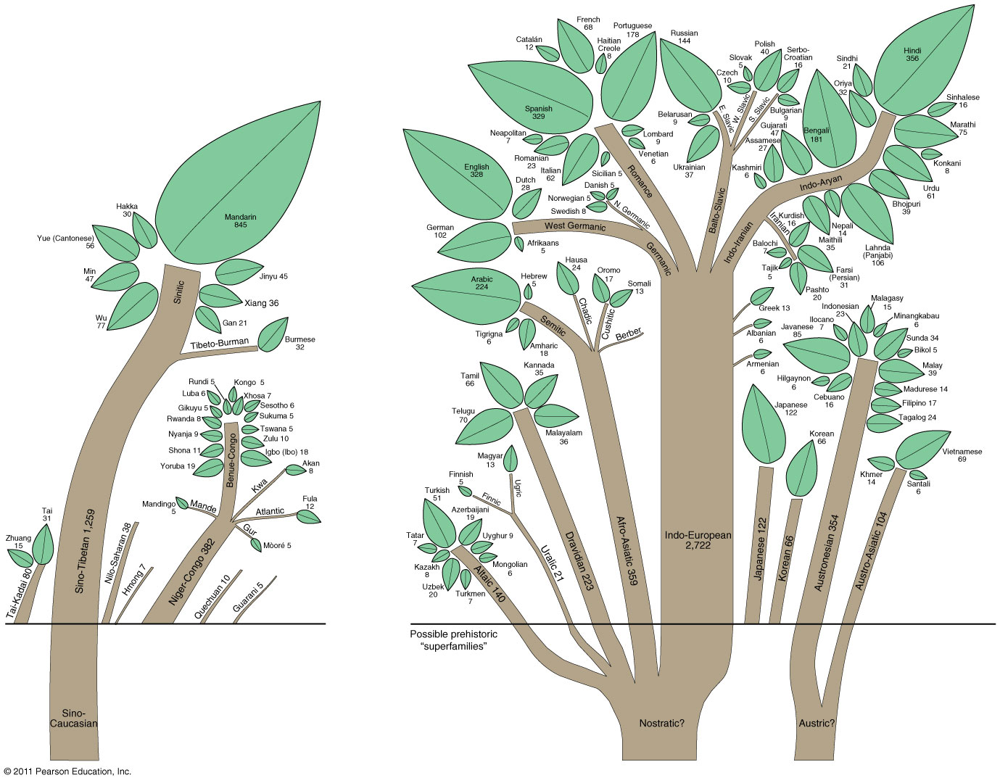 Mandarin
845
Hakka
30
Yue (Cantonese)
56
Min
47
Wu
77
Jinyu 45
Xiang 36
Gan 21
Sinitic
Tibeto-Burman
Burmese
32
Sino-Tibetan 1,259
Sino-
Caucasian
Tai
31
Zhuang
15
Tai-Kadai 80
Nilo-Saharan 38
Hmong 7
Rundi 5
Kongo 5
Luba 6
Xhosa 7
Gikuyu 5
Sesotho 6
Rwanda 8
Sukuma 5
Nyanja 9
Tswana 5
Zulu 10
Shona 11
Igbo (Ibo) 18
Yoruba 19
Benue-Congo
Akan
8
Kwa
Mandingo
5
Mande
Atlantic
Fula
12
Gur
Mòoré 5
Niger-Congo 382
Quechuan 10
Guarani 5
French
68
Portuguese
178
Catalán
12
Haitian
Creole
8
Spanish
329
Neapolitan
7
Romanian
23
Italian
62
Sicilian 5
Lombard
9
Venetian
6
Romance
English
328
Dutch
28
Danish 5
Norwegian 5
Swedish 8
N. Germanic
West Germanic
German
102
Afrikaans
5
Germanic
Russian
144
Belarusan
9
Ukrainian
37
E. Slavic
Slovak
5
Czech
10
Polish
40
W. Slavic
Serbo-
Croatian
16
Bulgarian
9
S. Slavic
Balto-Slavic
Hindi
356
Sindhi
21
Oriya
32
Sinhalese
16
Marathi
75
Bengali
181
Gujarati
47
Assamese
27
Kashmiri
6
Konkani
8
Urdu
61
Bhojpuri
39
Indo-Aryan
Nepali
14
Maithili
35
Lahnda
(Panjabi)
106
Iranian
Kurdish
16
Balochi
7
Tajik
5
Farsi
(Persian)
31
Pashto
20
Indo-Iranian
Greek 13
Albanian
6
Armenian
6
Indo-European
2,722
Arabic
224
Hebrew
5
Tigrigna
6
Amharic
18
Semitic
Hausa
24
Chadic
Oromo
17
Somali
13
Cushitic
Berber
Afro-Asiatic 359
Tamil
66
Kannada
35
Telugu
70
Malayalam
36
Dravidian 223
Magyar
13
Ugric
Finnish
5
Finnic
Uralic 21
Turkish
51
Azerbaijani
19
Tatar
7
Uyghur 9
Kazakh
8
Mongolian
6
Uzbek
20
Turkmen
7
Altaic 140
Japanese
122
Japanese 122
Korean
66
Korean 66
Malagasy
15
Indonesian
23
Ilocano
7
Minangkabau
6
Javanese
85
Sunda 34
Bikol 5
Malay
39
Hilgaynon
6
Cebuano
16
Madurese 14
Filipino 17
Tagalog 24
Austronesian 354
Vietnamese
69
Khmer
14
Santali
6
Austro-Asiatic 104
Possible prehistoric
“superfamilies”
Nostratic?
Austric?
© 2011 Pearson Education, Inc.